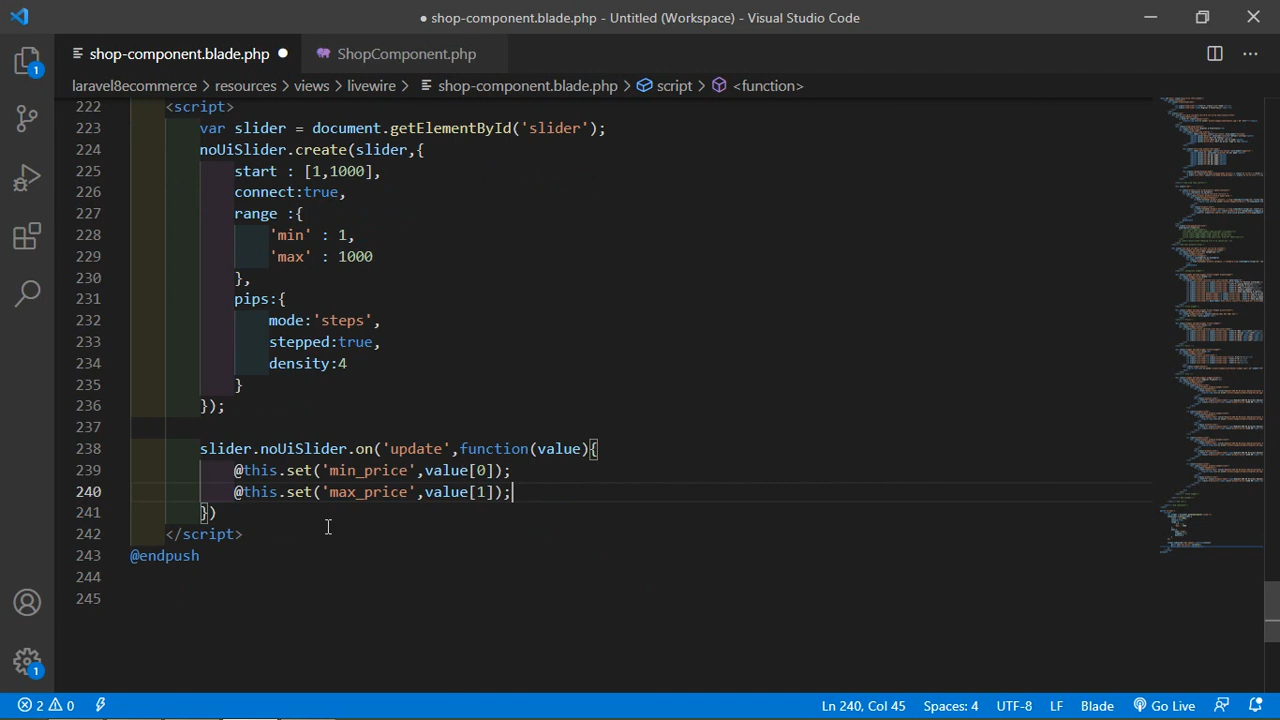 ● shop-component.blade.php - Untitled (Workspace) - Visual Studio Code
shop-component.blade.php ●
ShopComponent.php
laravel8ecommerce > resources > views > livewire > shop-component.blade.php > script > <function>
222 <script>
223 var slider = document.getElementById('slider');
224 noUiSlider.create(slider,{
225 start : [1,1000],
226 connect:true,
227 range :{
228 'min' : 1,
229 'max' : 1000
230 },
231 pips:{
232 mode:'steps',
233 stepped:true,
234 density:4
235 }
236 });
237
238 slider.noUiSlider.on('update',function(value){
239 @this.set('min_price',value[0]);
240 @this.set('max_price',value[1]);
241 })
242 </script>
243 @endpush
244
245
1
1
2 0
Ln 240, Col 45
Spaces: 4
UTF-8
LF
Blade
Go Live